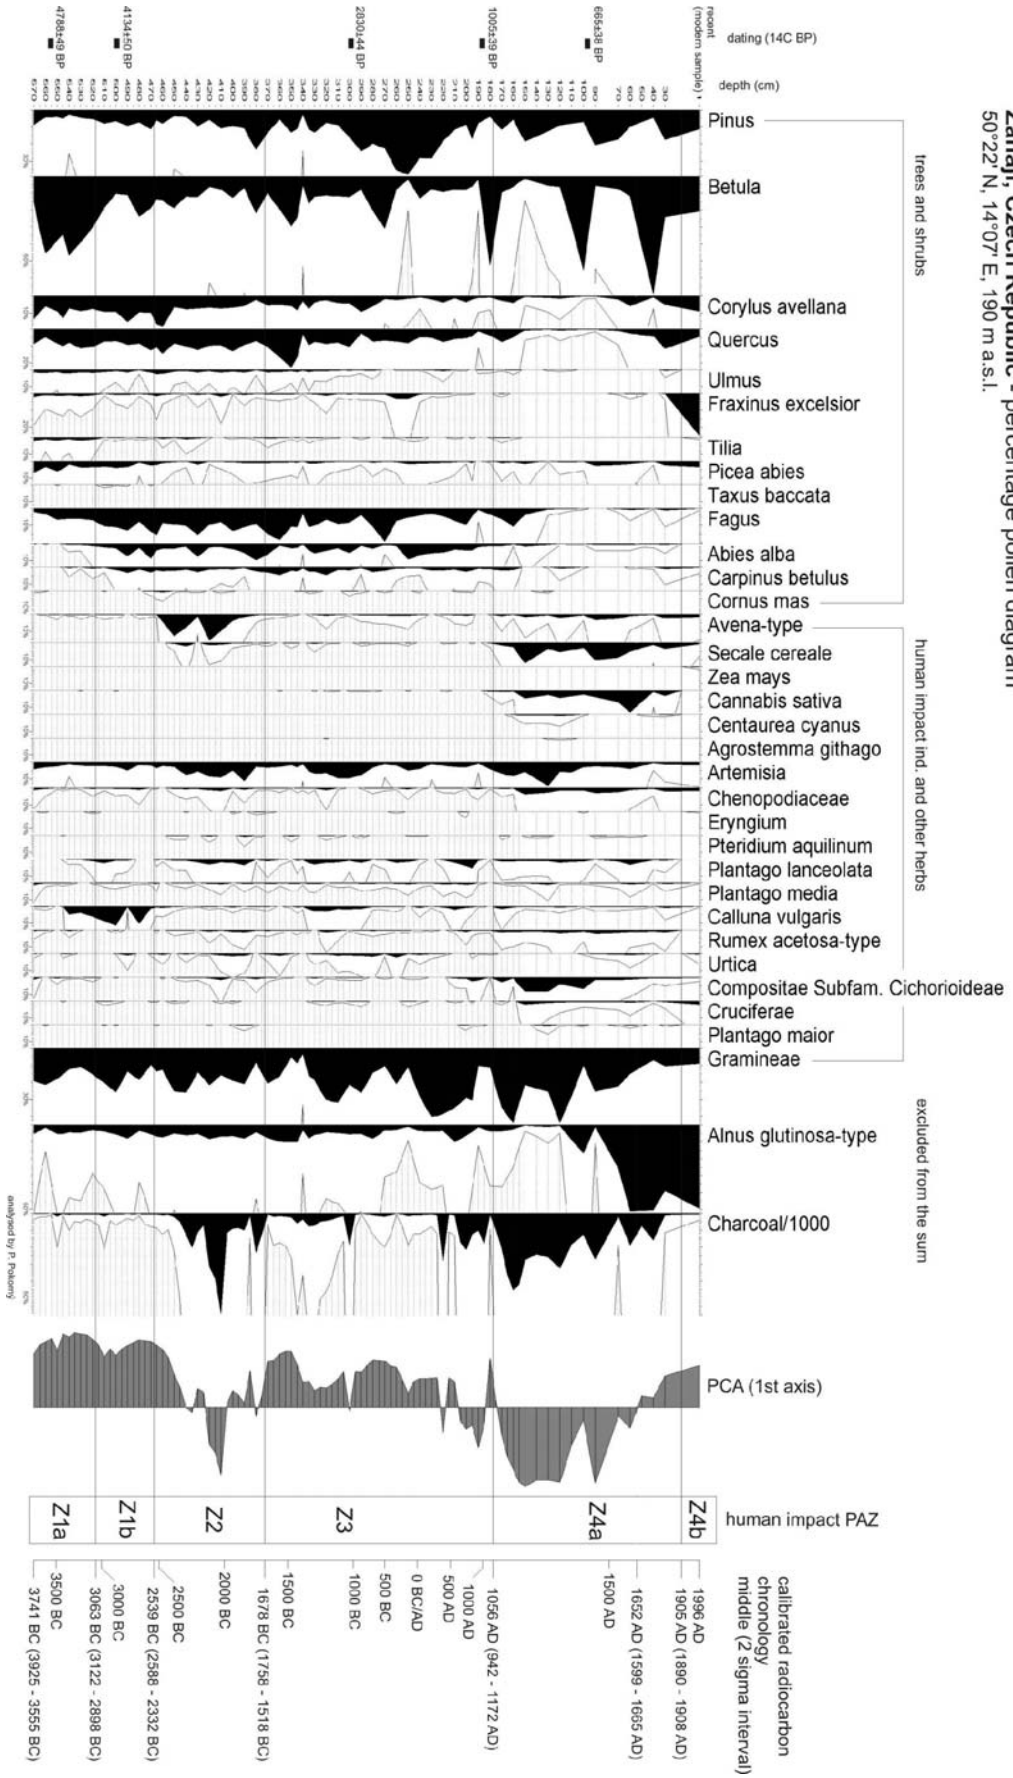 Zahájí, Czech Republic - percentage pollen diagram
50°22' N, 14°07' E, 190 m a.s.l.
dating (14C BP)
665±38 BP
1005±39 BP
2830±44 BP
4134±50 BP
4788±49 BP
recent
(modern sample)
depth (cm)
trees and shrubs
Pinus
Betula
Corylus avellana
Quercus
Ulmus
Fraxinus excelsior
Tilia
Picea abies
Taxus baccata
Fagus
Abies alba
Carpinus betulus
Cornus mas
human impact ind. and other herbs
Avena-type
Secale cereale
Zea mays
Cannabis sativa
Centaurea cyanus
Agrostemma githago
Artemisia
Chenopodiaceae
Eryngium
Pteridium aquilinum
Plantago lanceolata
Plantago media
Calluna vulgaris
Rumex acetosa-type
Urtica
Compositae Subfam. Cichorioideae
Cruciferae
Plantago maior
Gramineae
excluded from the sum
Alnus glutinosa-type
Charcoal/1000
analysed by P. Pokorný
PCA (1st axis)
human impact PAZ
Z1a
Z1b
Z2
Z3
Z4a
Z4b
calibrated radiocarbon
chronology
middle (2 sigma interval)
1996 AD
1905 AD (1890 - 1908 AD)
1652 AD (1599 - 1665 AD)
1500 AD
1056 AD (942 - 1172 AD)
1000 AD
500 AD
0 BC/AD
500 BC
1000 BC
1500 BC
1678 BC (1758 - 1518 BC)
2000 BC
2500 BC
2539 BC (2588 - 2332 BC)
3000 BC
3063 BC (3122 - 2898 BC)
3500 BC
3741 BC (3925 - 3555 BC)